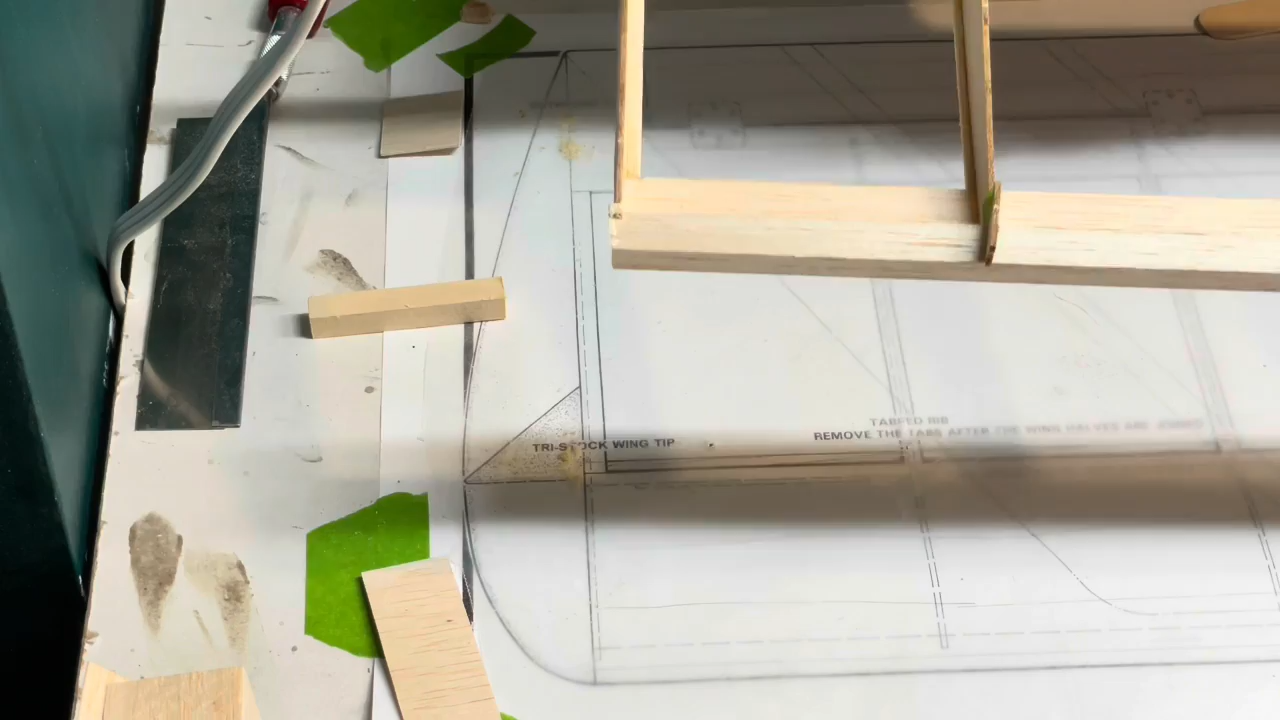 TRI-STOCK WING TIP
TABBED RIB
REMOVE THE TABS AFTER THE WING HALVES ARE JOINED